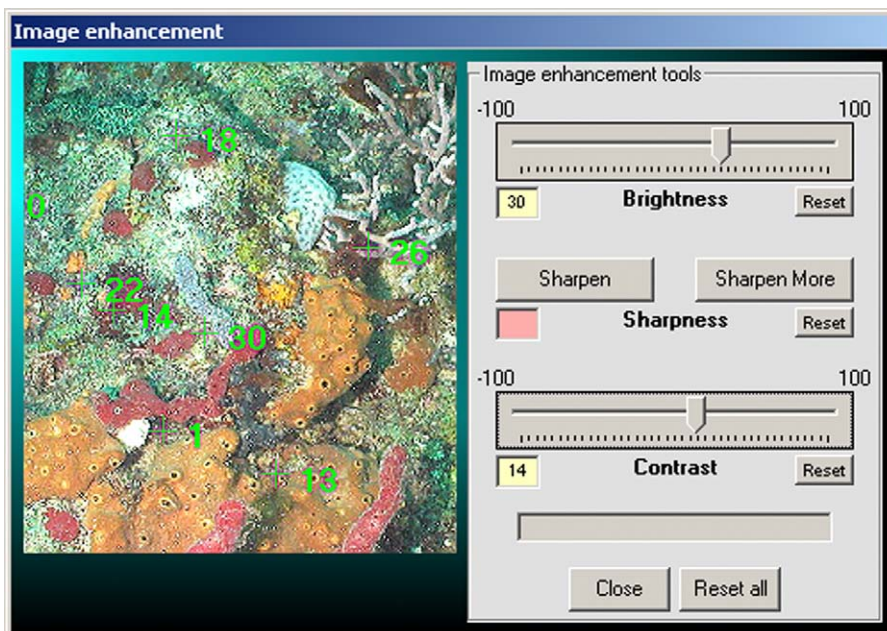 Image enhancement
18
0
26
22
14
30
1
13
Image enhancement tools
-100 100
30 Brightness Reset
Sharpen Sharpen More
Sharpness Reset
-100 100
14 Contrast Reset
Close Reset all